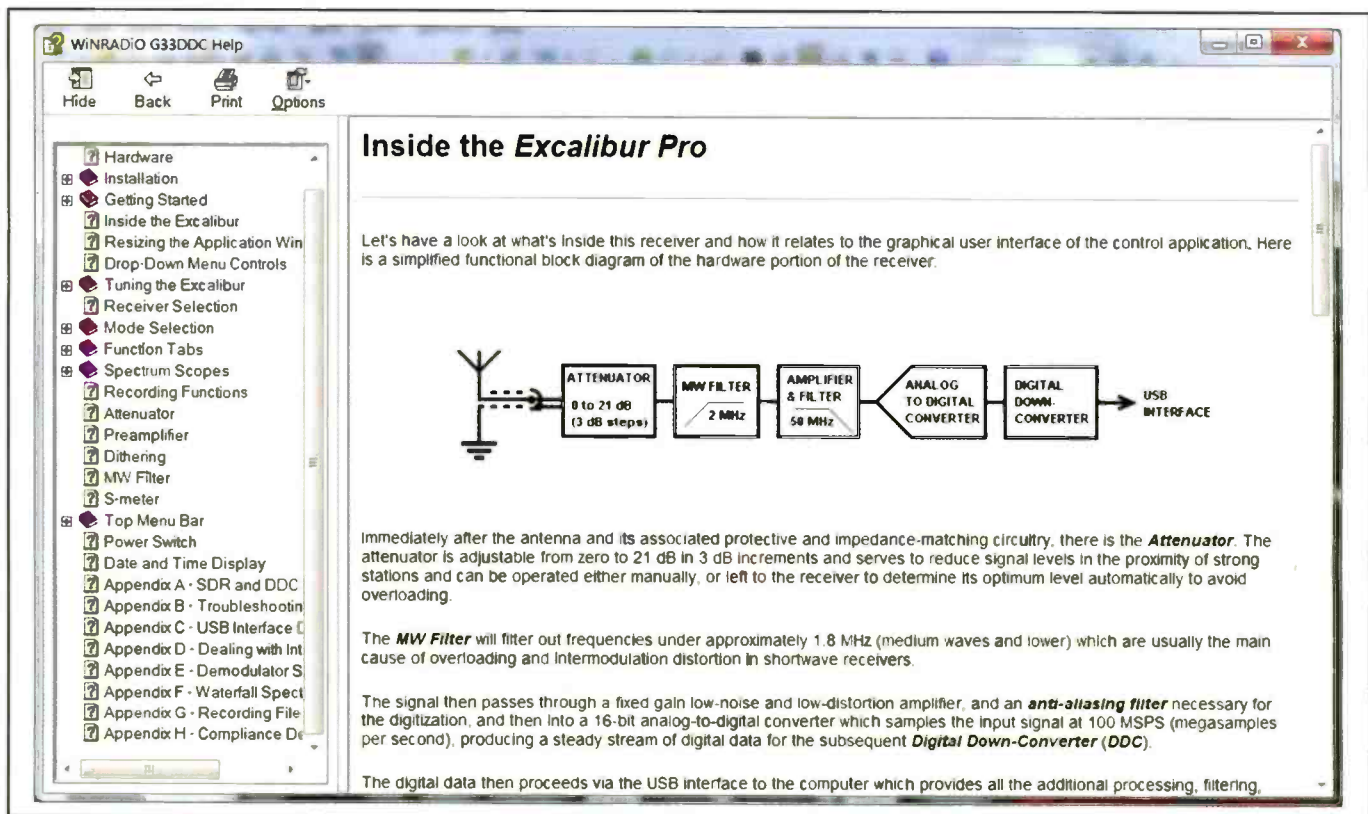 WiNRADiO G33DDC Help
Hide Back Print Options
Hardware
Installation
Getting Started
Inside the Excalibur
Resizing the Application Win
Drop-Down Menu Controls
Tuning the Excalibur
Receiver Selection
Mode Selection
Function Tabs
Spectrum Scopes
Recording Functions
Attenuator
Preamplifier
Dithering
MW Filter
S-meter
Top Menu Bar
Power Switch
Date and Time Display
Appendix A - SDR and DDC
Appendix B - Troubleshootin
Appendix C - USB Interface D
Appendix D - Dealing with Int
Appendix E - Demodulator S
Appendix F - Waterfall Spect
Appendix G - Recording File
Appendix H - Compliance De
Inside the Excalibur Pro
Let's have a look at what's inside this receiver and how it relates to the graphical user interface of the control application. Here
is a simplified functional block diagram of the hardware portion of the receiver:
ATTENUATOR
0 to 21 dB
(3 dB steps)
MW FILTER
2 MHz
AMPLIFIER
& FILTER
50 MHz
ANALOG
TO DIGITAL
CONVERTER
DIGITAL
DOWN-
CONVERTER
USB
INTERFACE
Immediately after the antenna and its associated protective and impedance-matching circuitry, there is the Attenuator. The
attenuator is adjustable from zero to 21 dB in 3 dB increments and serves to reduce signal levels in the proximity of strong
stations and can be operated either manually, or left to the receiver to determine its optimum level automatically to avoid
overloading.
The MW Filter will filter out frequencies under approximately 1.8 MHz (medium waves and lower) which are usually the main
cause of overloading and intermodulation distortion in shortwave receivers.
The signal then passes through a fixed gain low-noise and low-distortion amplifier, and an anti-aliasing filter necessary for
the digitization, and then into a 16-bit analog-to-digital converter which samples the input signal at 100 MSPS (megasamples
per second), producing a steady stream of digital data for the subsequent Digital Down-Converter (DDC).
The digital data then proceeds via the USB interface to the computer which provides all the additional processing, filtering,